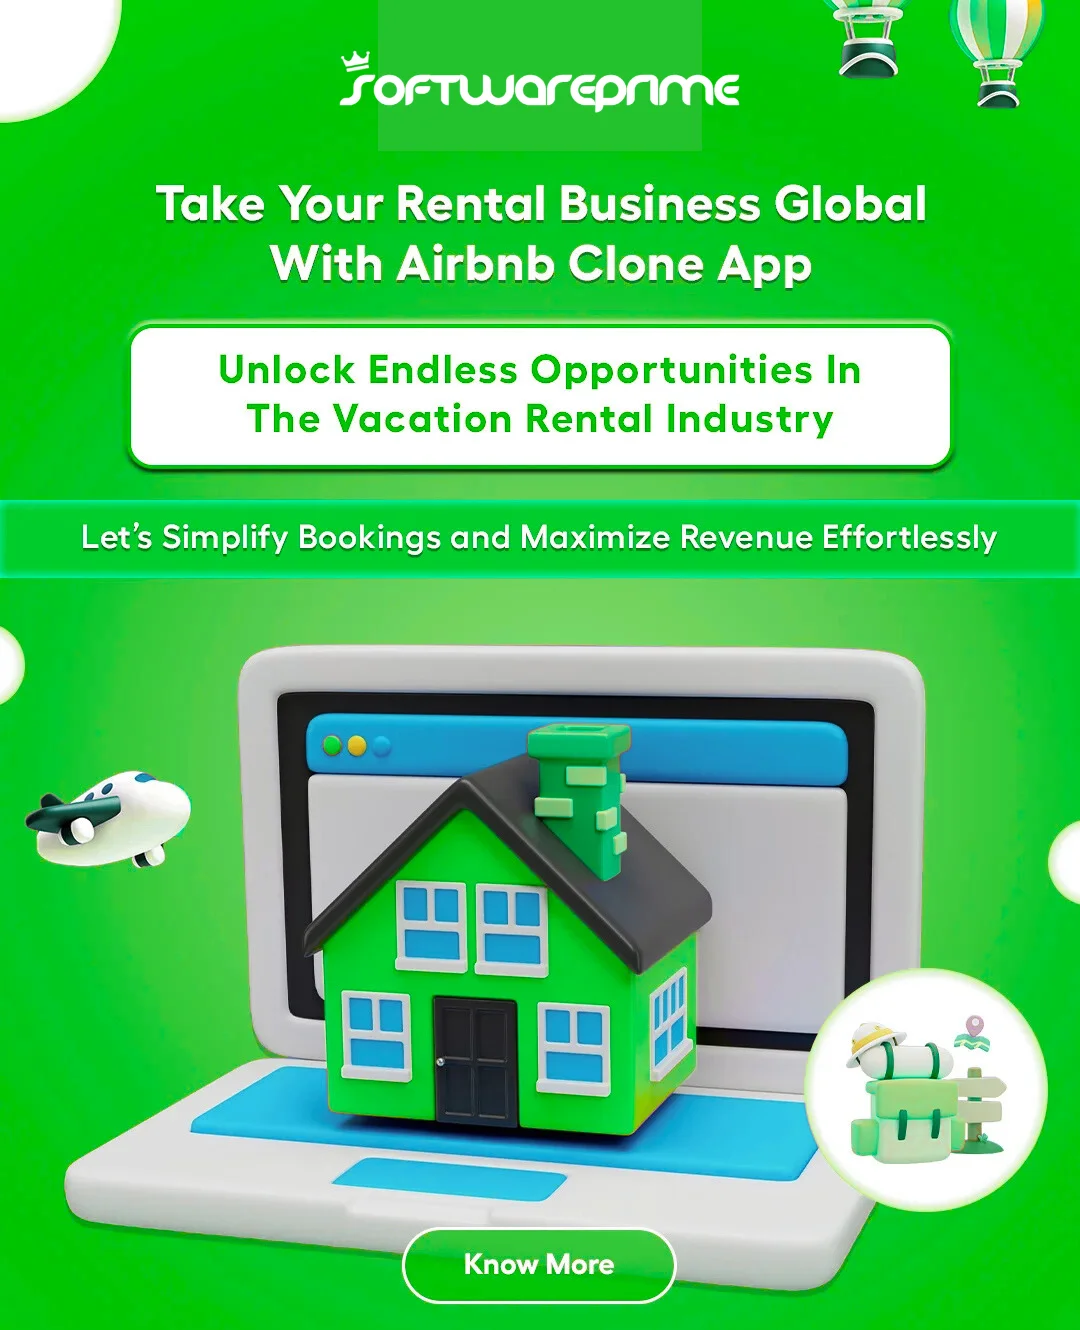 SOFTWAREPRIME
Take Your Rental Business Global
With Airbnb Clone App
Unlock Endless Opportunities In
The Vacation Rental Industry
Let's Simplify Bookings and Maximize Revenue Effortlessly
Know More